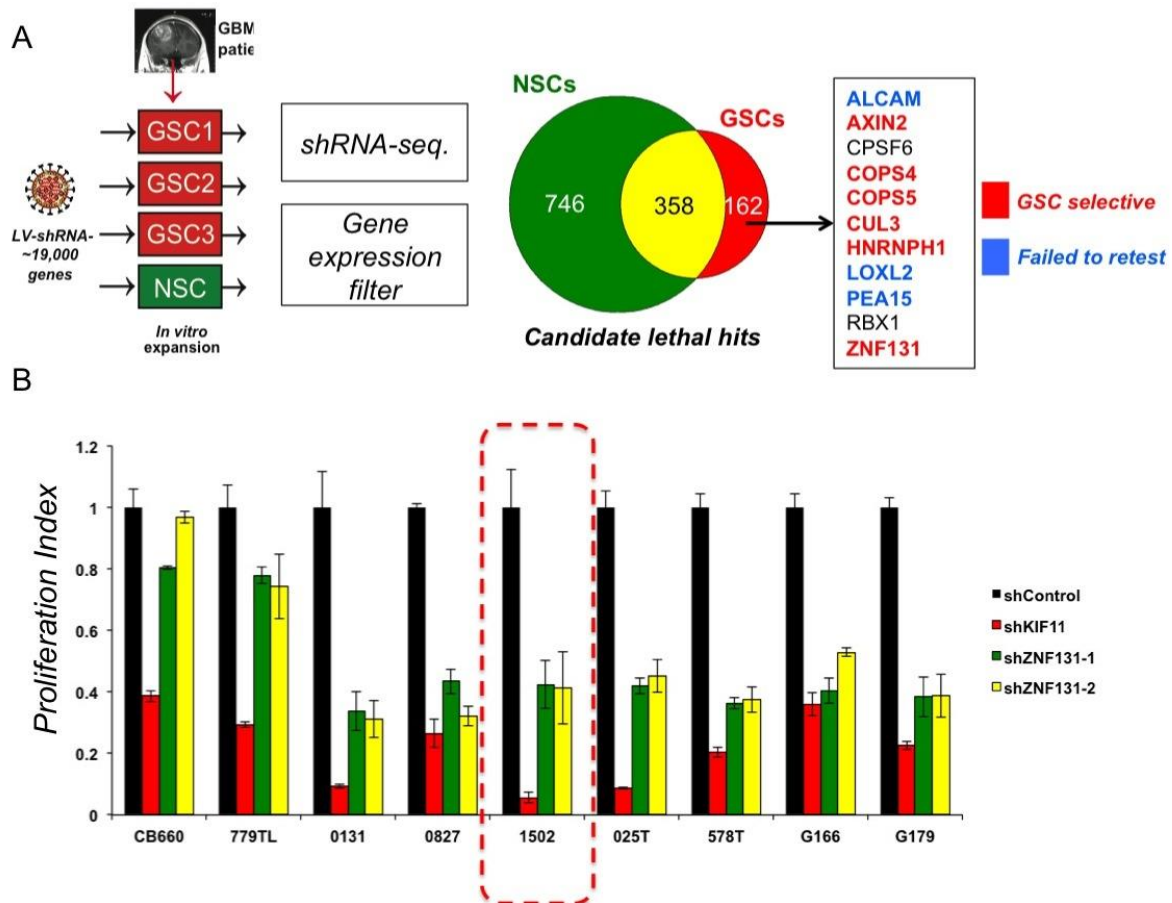 A
GBM
patie
GSC1
GSC2
GSC3
NSC
LV-shRNA-
~19,000
genes
In vitro
expansion
shRNA-seq.
Gene
expression
filter
NSCs
GSCs
746
358
162
Candidate lethal hits
ALCAM
AXIN2
CPSF6
COPS4
COPS5
CUL3
HNRNPH1
LOXL2
PEA15
RBX1
ZNF131
GSC selective
Failed to retest
B
Proliferation Index
1.2
1
0.8
0.6
0.4
0.2
0
CB660 779TL 0131 0827 1502 025T 578T G166 G179
shControl
shKIF11
shZNF131-1
shZNF131-2